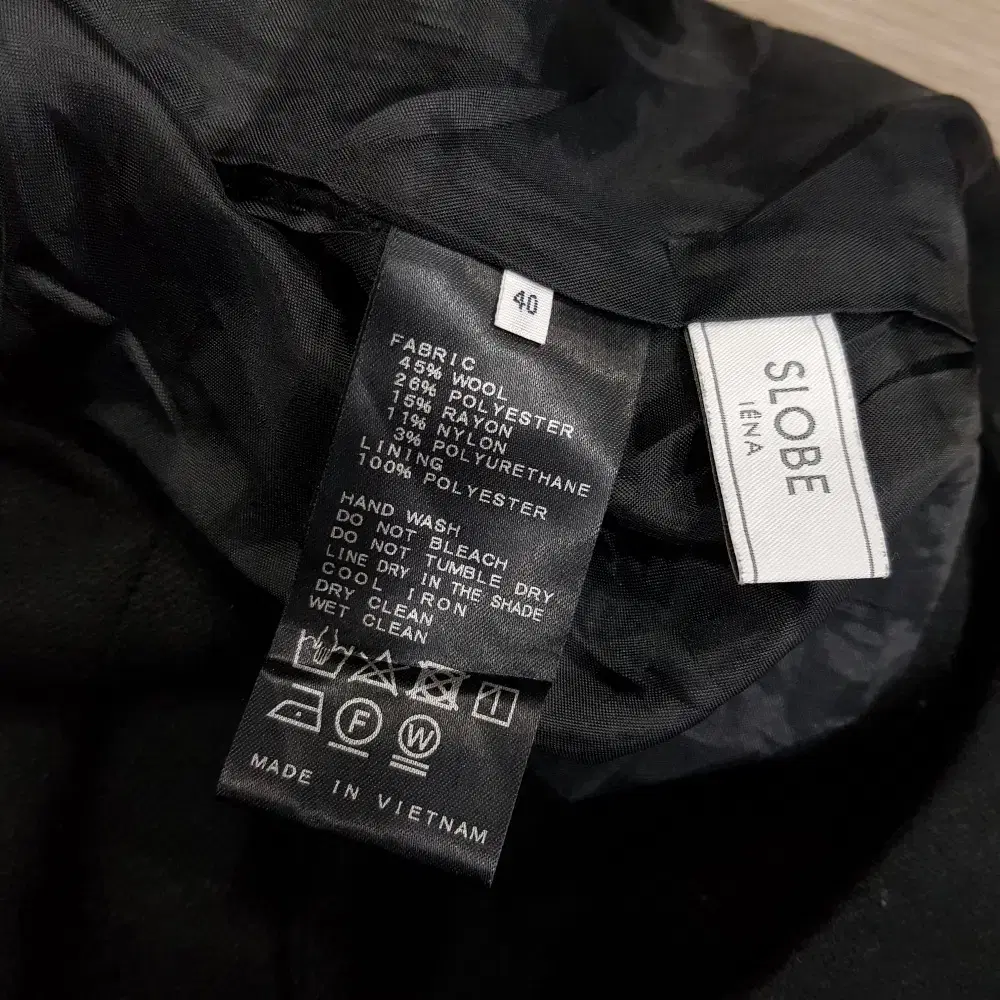 40
FABRIC
45% WOOL
26% POLYESTER
15% RAYON
11% NYLON
3% POLYURETHANE
LINING
100% POLYESTER
HAND WASH
DO NOT BLEACH
DO NOT TUMBLE DRY
LINE DRY IN THE SHADE
COOL IRON
DRY CLEAN
WET CLEAN
F W
MADE IN VIETNAM
SLOBE
IÉNA